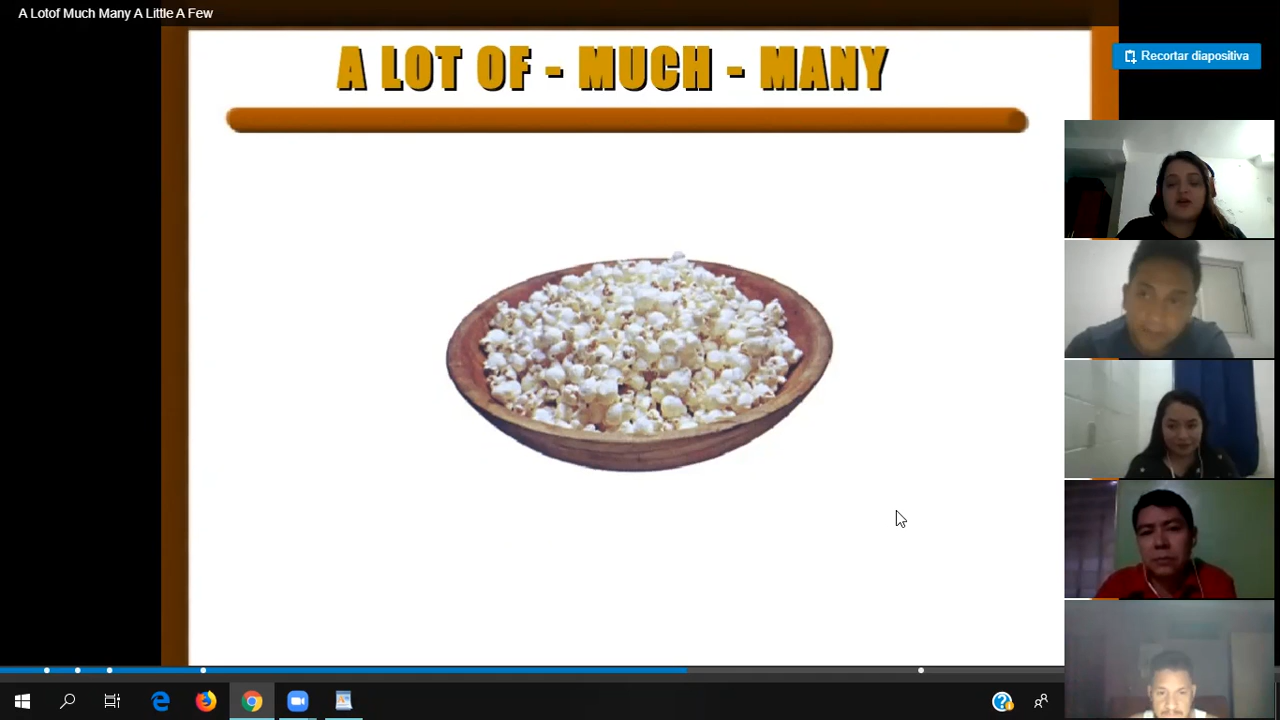 A Lotof Much Many A Little A Few
A LOT OF - MUCH - MANY
Recortar diapositiva